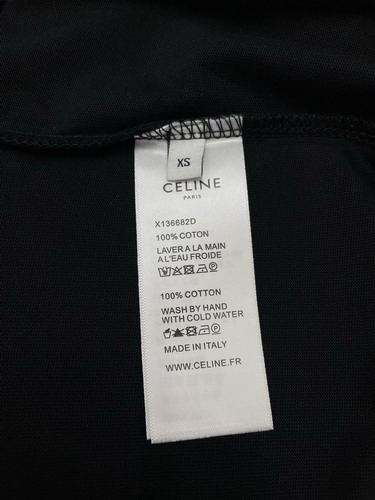 XS
CELINE
PARIS
X136682D
100% COTON
LAVER A LA MAIN
A L'EAU FROIDE
100% COTTON
WASH BY HAND
WITH COLD WATER
MADE IN ITALY
WWW.CELINE.FR